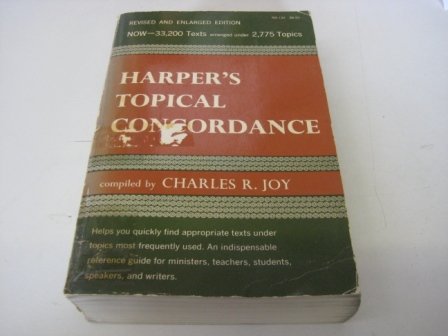 REVISED AND ENLARGED EDITION
NOW—33,200 Texts arranged under 2,775 Topics
HARPER'S
TOPICAL
CONCORDANCE
compiled by CHARLES R. JOY
Helps you quickly find appropriate texts under
topics most frequently used. An indispensable
reference guide for ministers, teachers, students,
speakers, and writers.